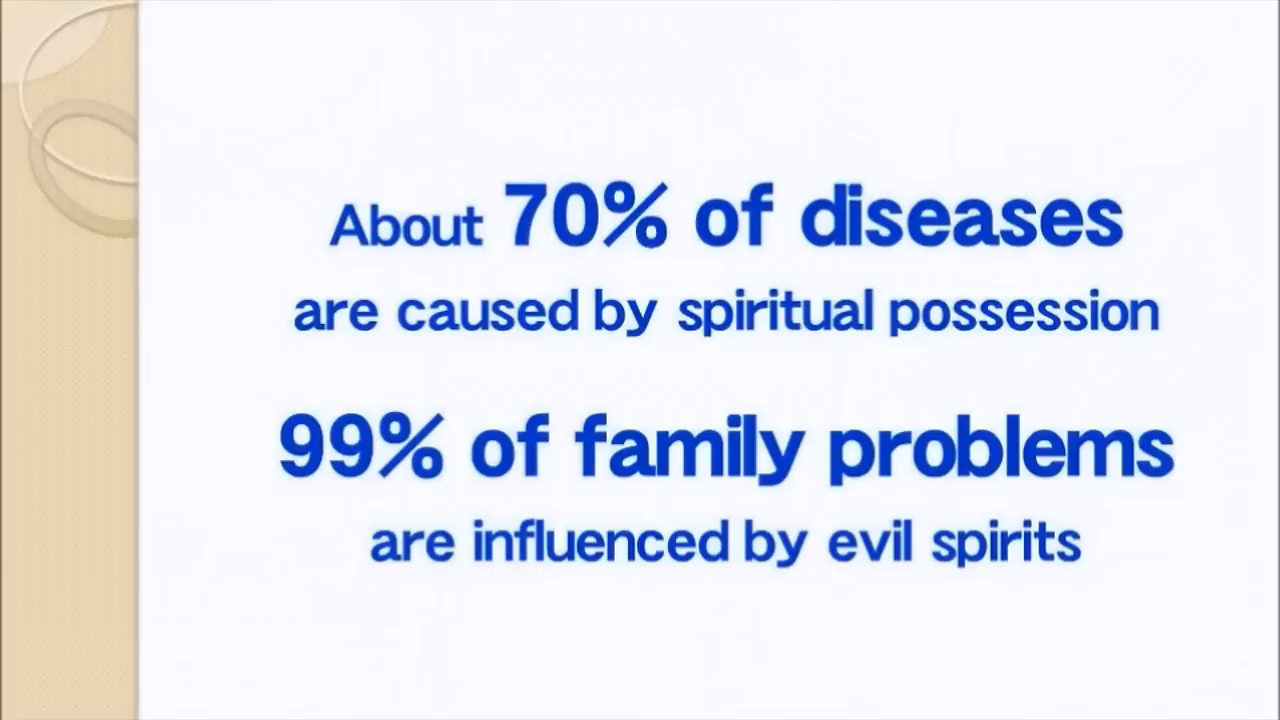 About 70% of diseases
are caused by spiritual possession
99% of family problems
are influenced by evil spirits